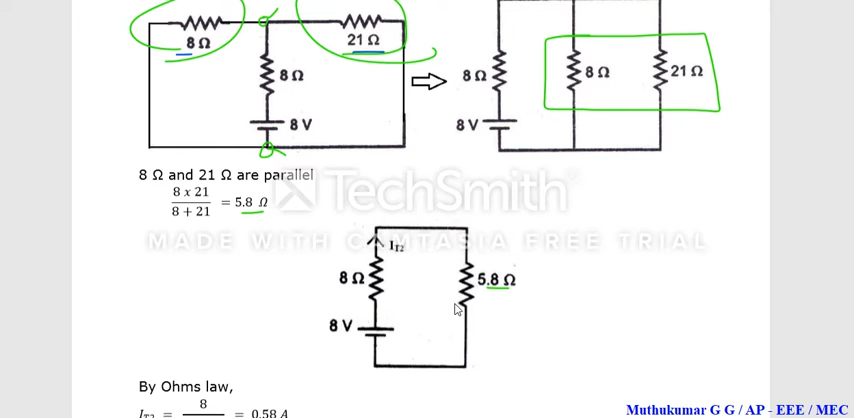 8 Ω
21 Ω
8 Ω
8 V
8 Ω
8 Ω
21 Ω
8 V
8 Ω and 21 Ω are parallel
8 x 21
8 + 21
= 5.8 Ω
TechSmith
MADE WITH CAMTASIA FREE TRIAL
I_T2
8 Ω
5.8 Ω
8 V
By Ohms law,
I_T2 = 8 = 0.58 A
Muthukumar G G / AP - EEE / MEC